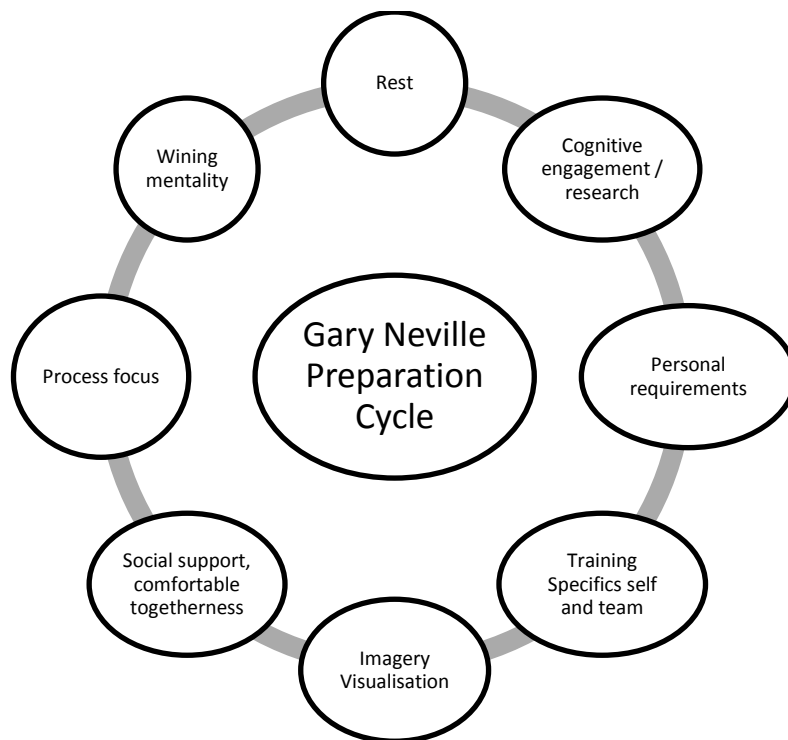 Rest
Cognitive
engagement /
research
Personal
requirements
Training
Specifics self
and team
Imagery
Visualisation
Social support,
comfortable
togetherness
Process focus
Wining
mentality
Gary Neville
Preparation
Cycle